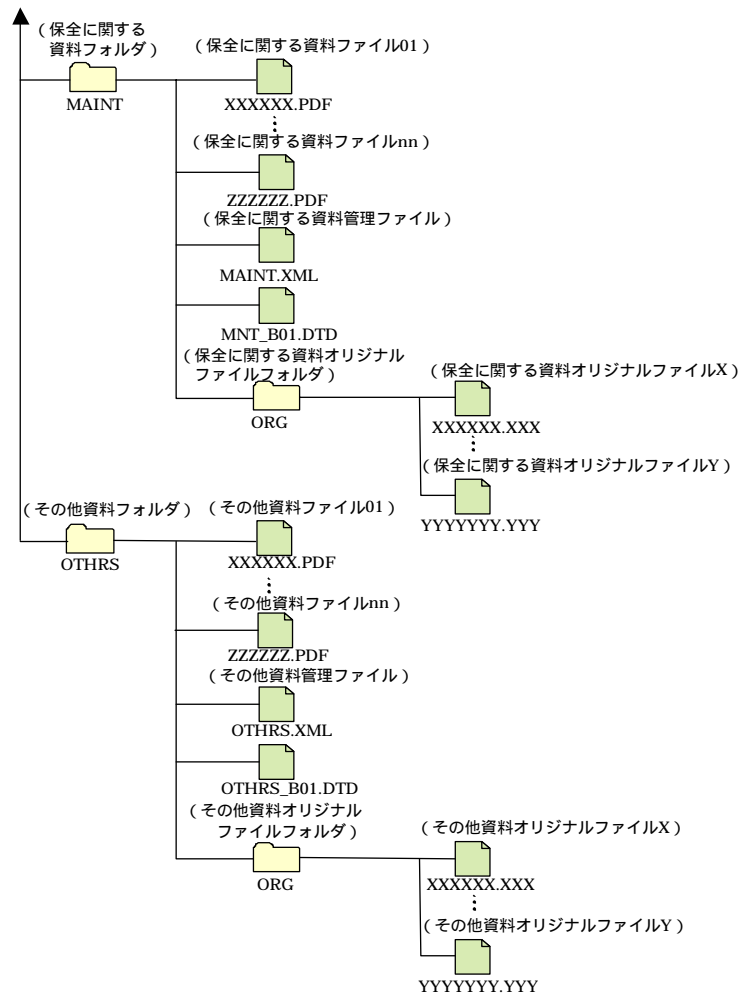 （保全に関する
資料フォルダ）
MAINT
（保全に関する資料ファイル01）
XXXXXX.PDF
（保全に関する資料ファイルnn）
ZZZZZZ.PDF
（保全に関する資料管理ファイル）
MAINT.XML
MNT_B01.DTD
（保全に関する資料オリジナル
ファイルフォルダ）
ORG
（保全に関する資料オリジナルファイルX）
XXXXXX.XXX
（保全に関する資料オリジナルファイルY）
YYYYYYY.YYY
（その他資料フォルダ）
OTHRS
（その他資料ファイル01）
XXXXXX.PDF
（その他資料ファイルnn）
ZZZZZZ.PDF
（その他資料管理ファイル）
OTHRS.XML
OTHRS_B01.DTD
（その他資料オリジナル
ファイルフォルダ）
ORG
（その他資料オリジナルファイルX）
XXXXXX.XXX
（その他資料オリジナルファイルY）
YYYYYYY.YYY